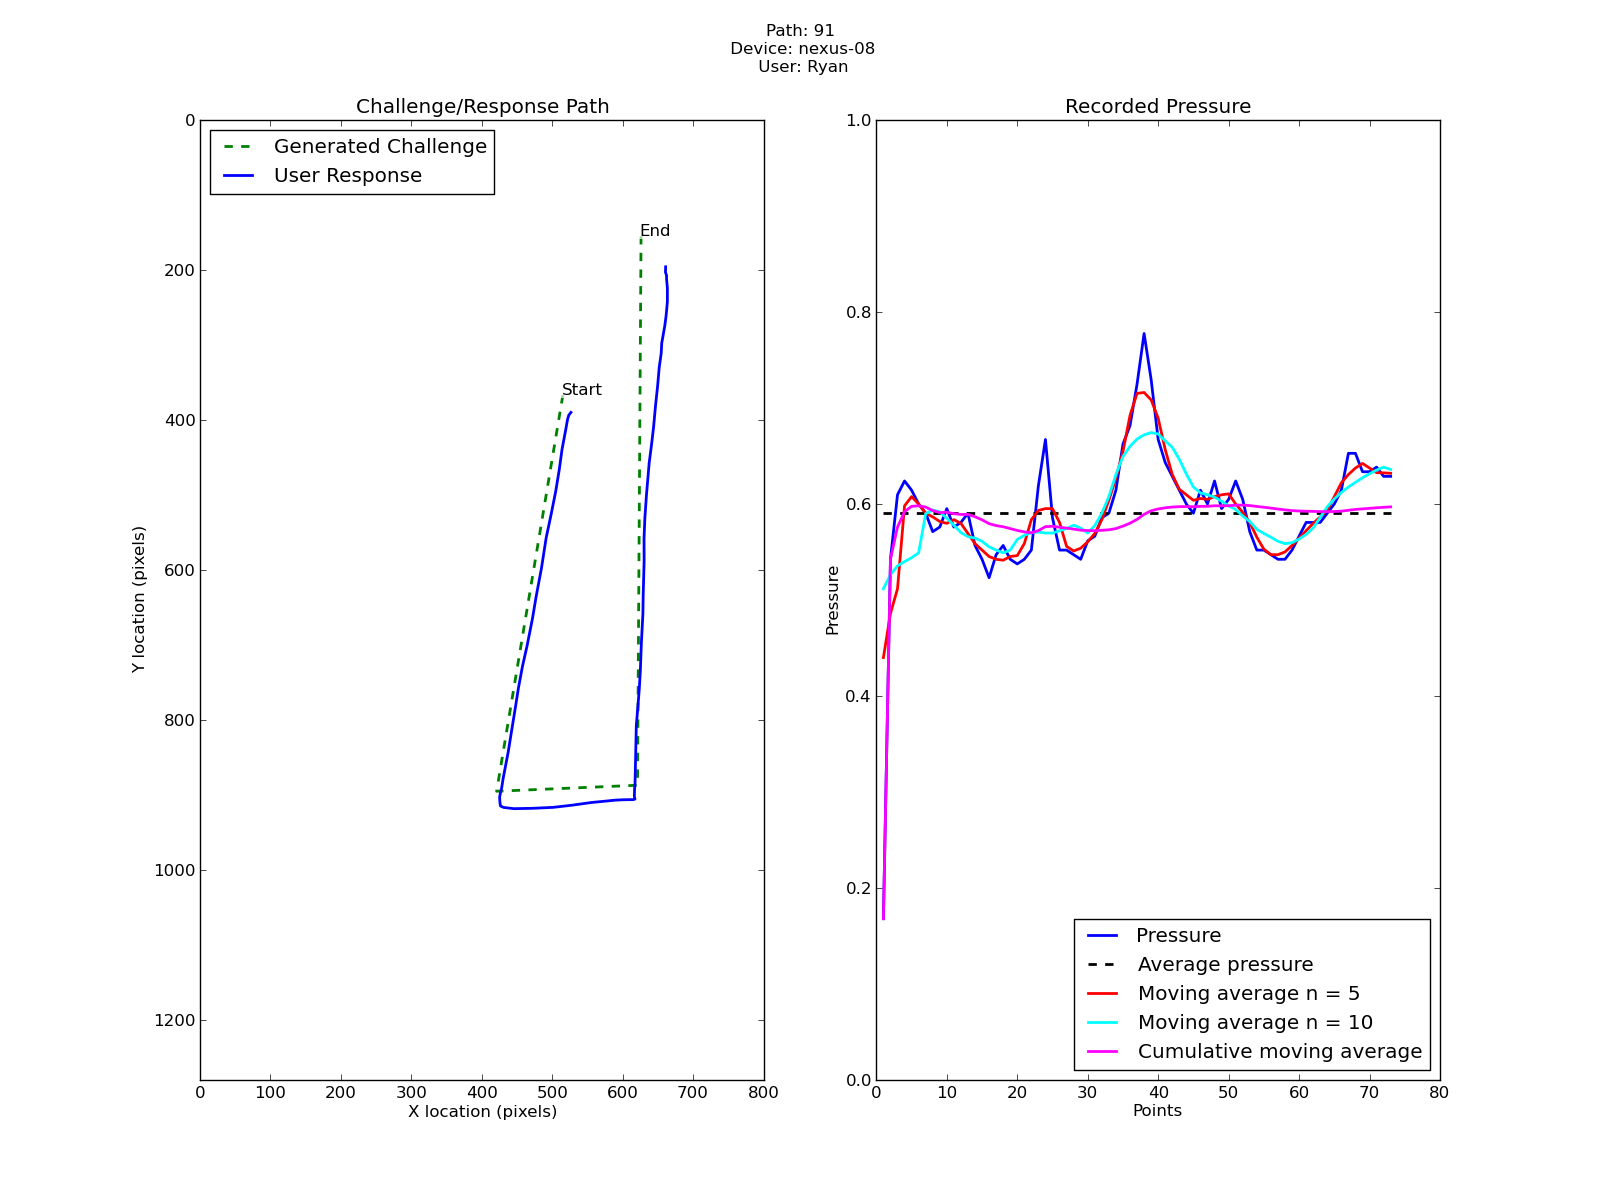 Path: 91
Device: nexus-08
User: Ryan
Challenge/Response Path
Generated Challenge
User Response
End
Start
0
200
400
600
800
1000
1200
Y location (pixels)
0 100 200 300 400 500 600 700 800
X location (pixels)
Recorded Pressure
1.0
0.8
0.6
0.4
0.2
0.0
Pressure
Pressure
Average pressure
Moving average n = 5
Moving average n = 10
Cumulative moving average
0 10 20 30 40 50 60 70 80
Points